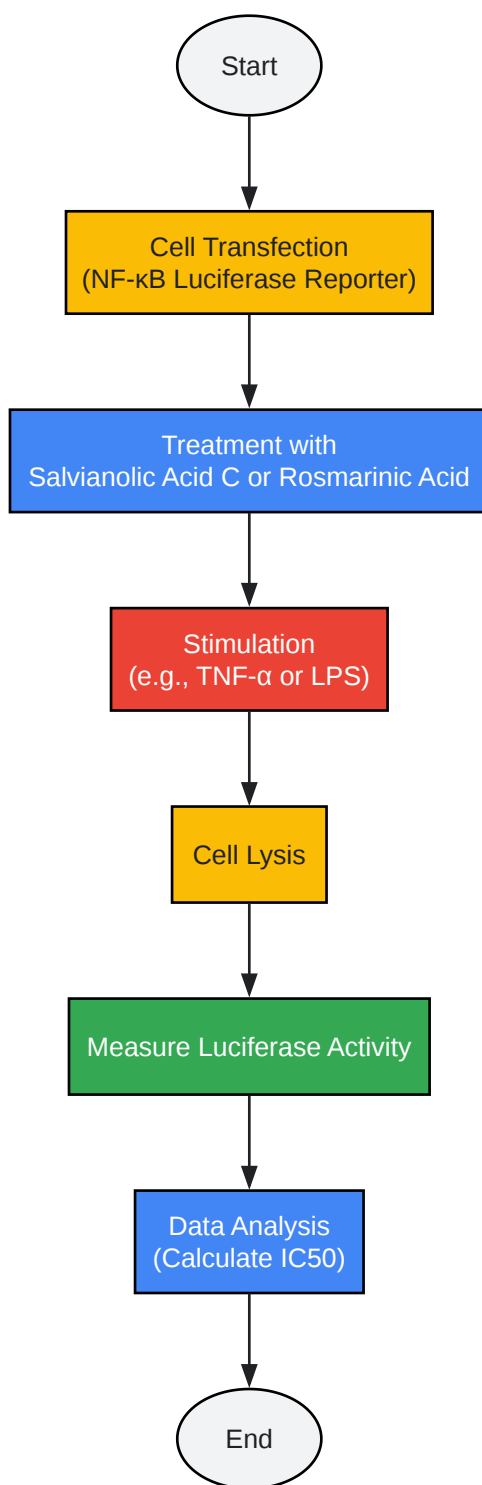 Start
Cell Transfection
(NF-κB Luciferase Reporter)
Treatment with
Salvianolic Acid C or Rosmarinic Acid
Stimulation
(e.g., TNF-α or LPS)
Cell Lysis
Measure Luciferase Activity
Data Analysis
(Calculate IC50)
End